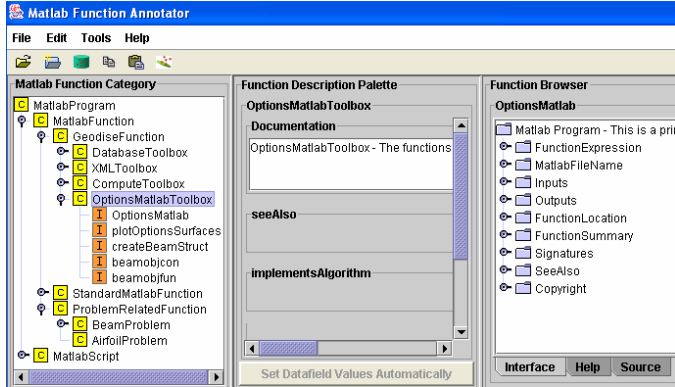 Matlab Function Annotator
File Edit Tools Help
Matlab Function Category
C MatlabProgram
C MatlabFunction
C GeodiseFunction
C DatabaseToolbox
C XMLToolbox
C ComputeToolbox
C OptionsMatlabToolbox
I OptionsMatlab
I plotOptionsSurfaces
I createBeamStruct
I beamobjcon
I beamobjfun
C StandardMatlabFunction
C ProblemRelatedFunction
C BeamProblem
C AirfoilProblem
C MatlabScript
Function Description Palette
OptionsMatlabToolbox
Documentation
OptionsMatlabToolbox - The functions
seeAlso
implementsAlgorithm
Set Datafield Values Automatically
Function Browser
OptionsMatlab
Matlab Program - This is a pri
FunctionExpression
MatlabFileName
Inputs
Outputs
FunctionLocation
FunctionSummary
Signatures
SeeAlso
Copyright
Interface Help Source